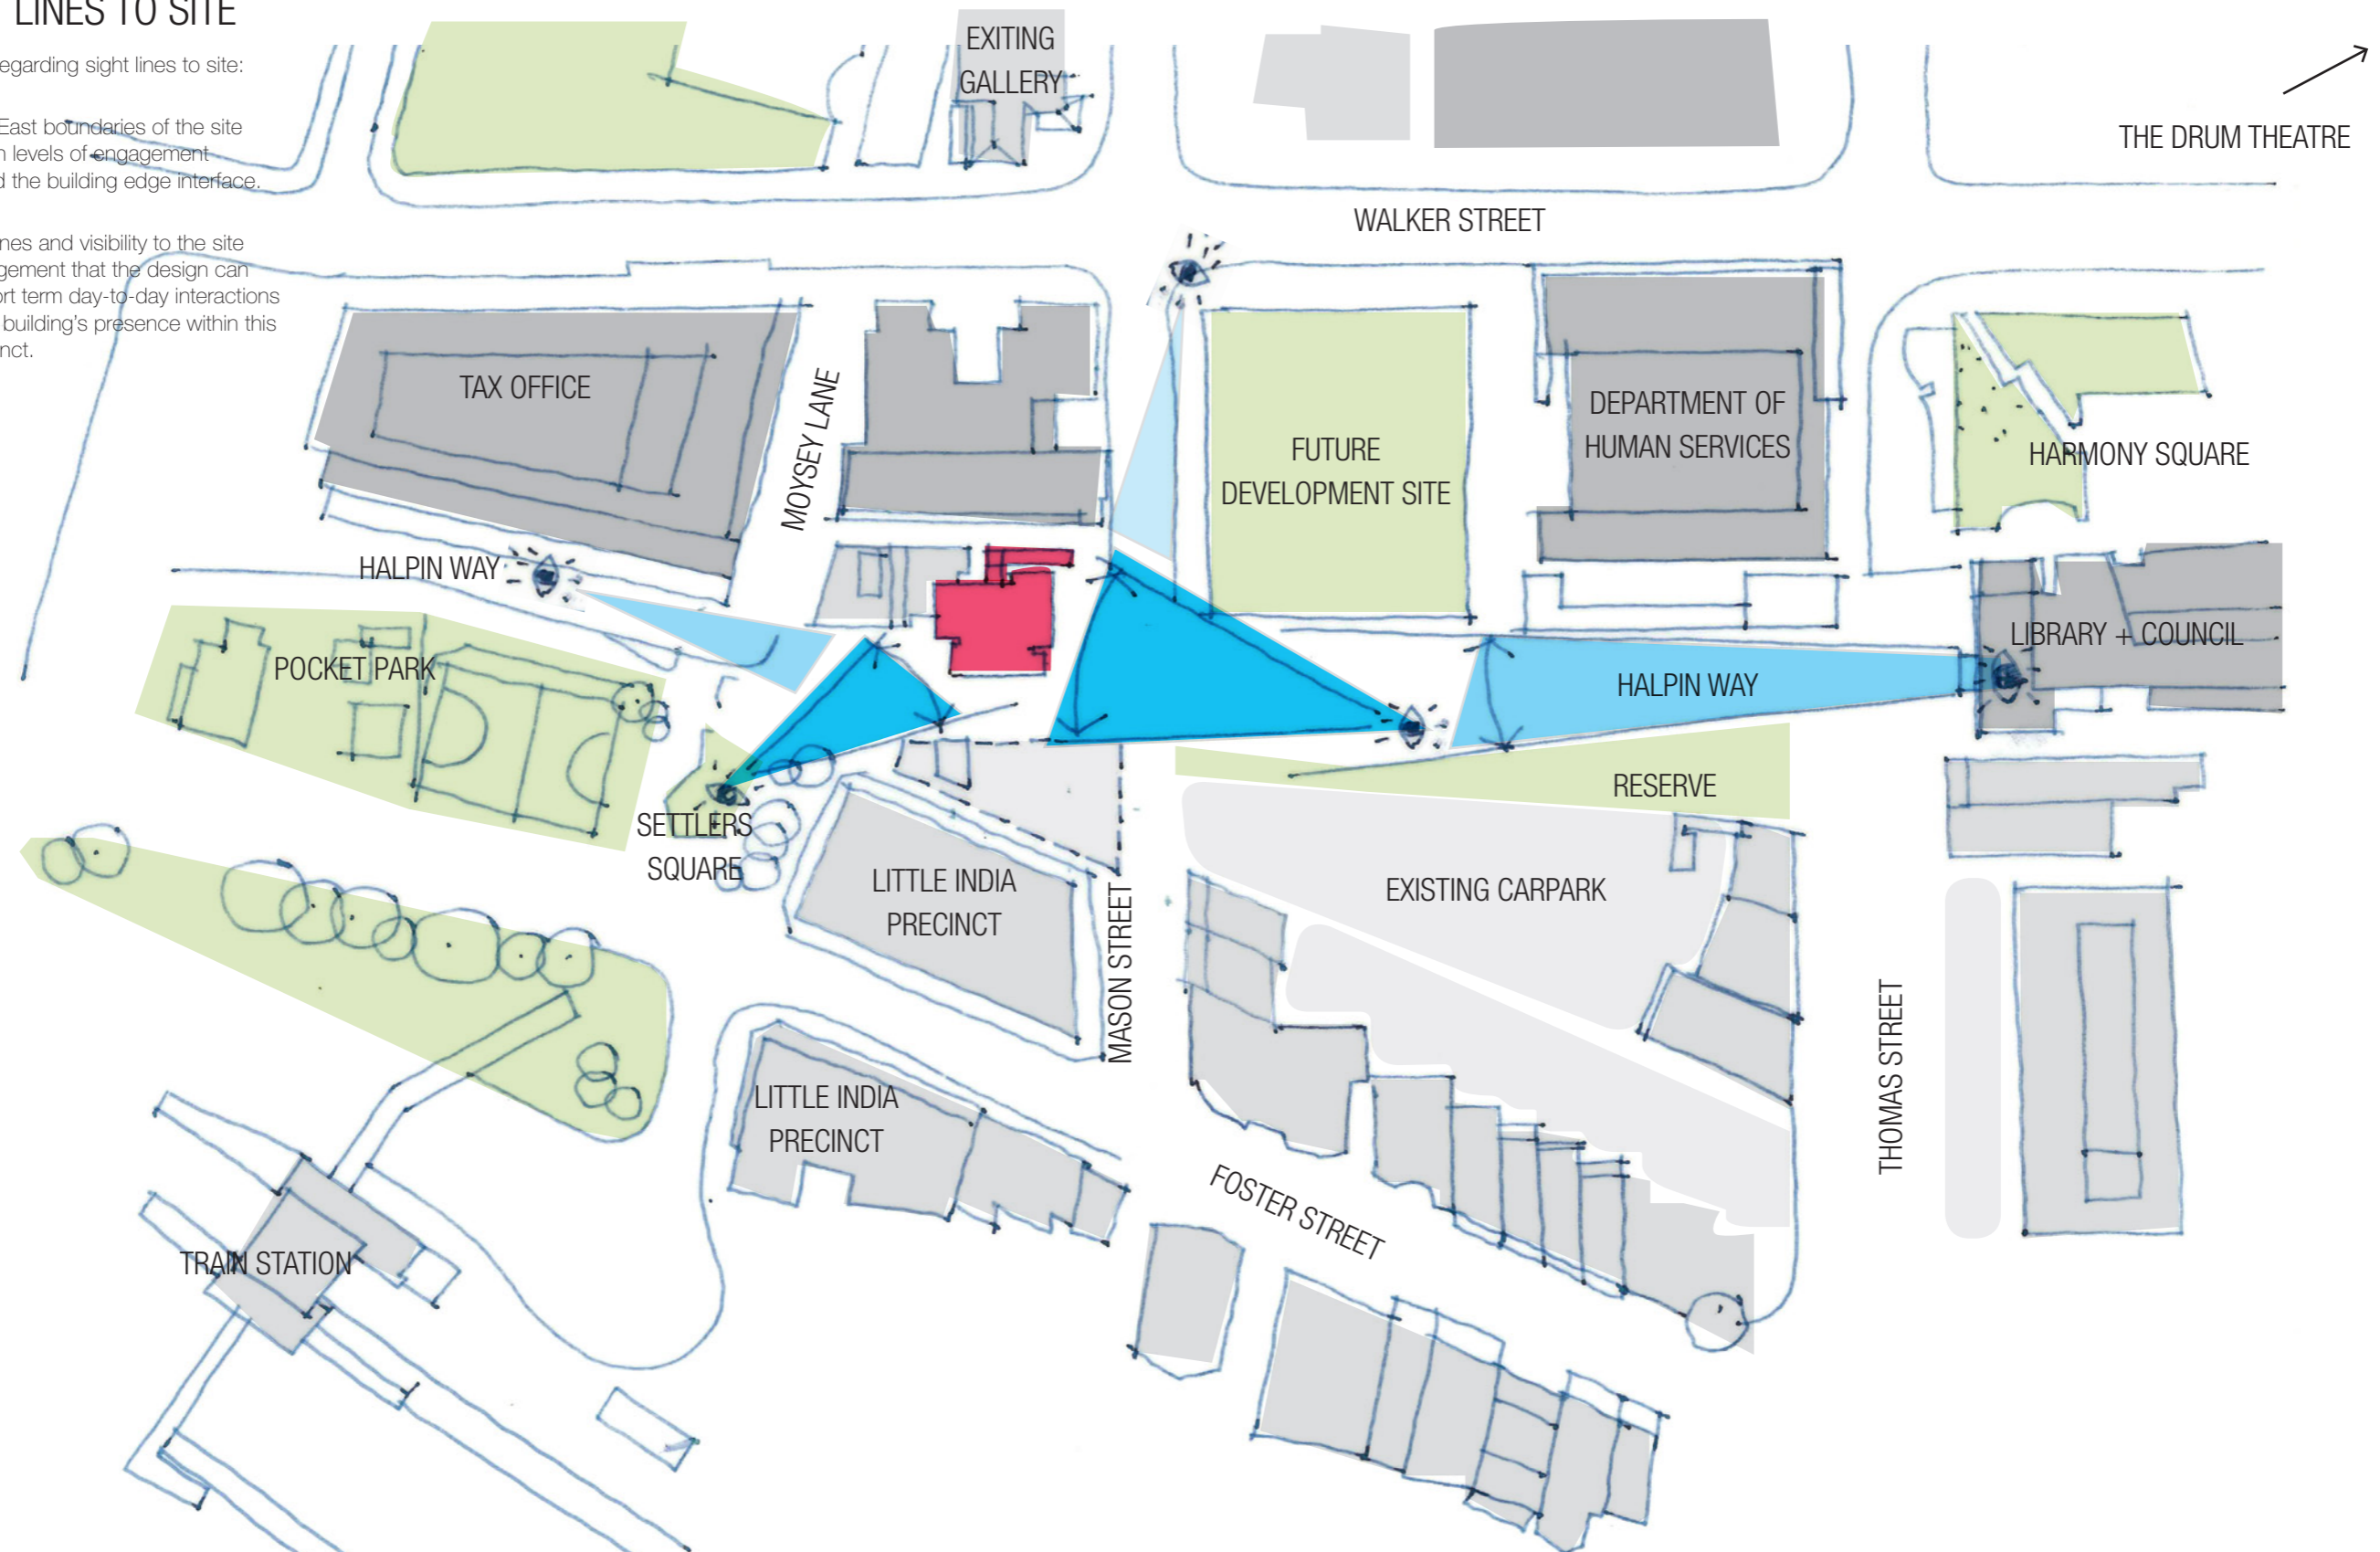 LINES TO SITE
egarding sight lines to site:
East boundaries of the site
levels of engagement
the building edge interface.
nes and visibility to the site
gement that the design can
ort term day-to-day interactions
building's presence within this
nct.
EXITING
GALLERY
THE DRUM THEATRE
WALKER STREET
TAX OFFICE
MOYSEY LANE
FUTURE
DEVELOPMENT SITE
DEPARTMENT OF
HUMAN SERVICES
HARMONY SQUARE
HALPIN WAY
POCKET PARK
LIBRARY + COUNCIL
HALPIN WAY
RESERVE
SETTLERS
SQUARE
LITTLE INDIA
PRECINCT
MASON STREET
EXISTING CARPARK
THOMAS STREET
LITTLE INDIA
PRECINCT
FOSTER STREET
TRAIN STATION